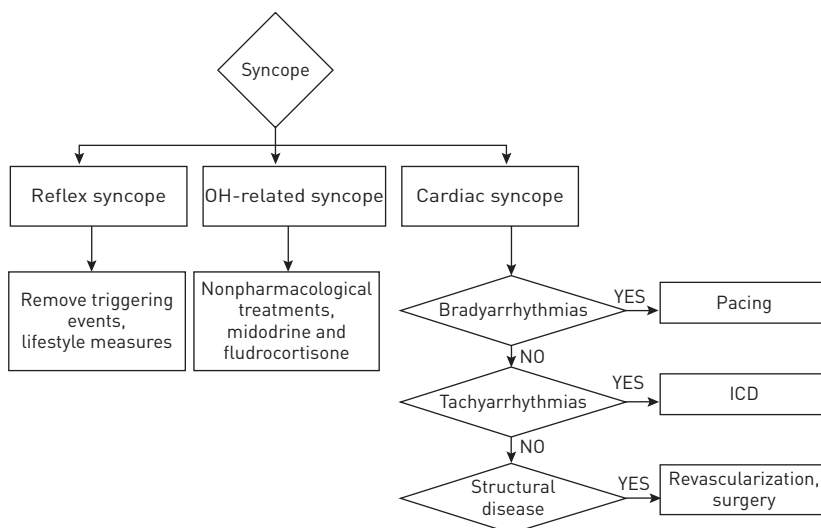 Syncope
Reflex syncope
OH-related syncope
Cardiac syncope
Remove triggering
events,
lifestyle measures
Nonpharmacological
treatments,
midodrine and
fludrocortisone
Bradyarrhythmias
YES
Pacing
NO
Tachyarrhythmias
YES
ICD
NO
Structural
disease
YES
Revascularization,
surgery